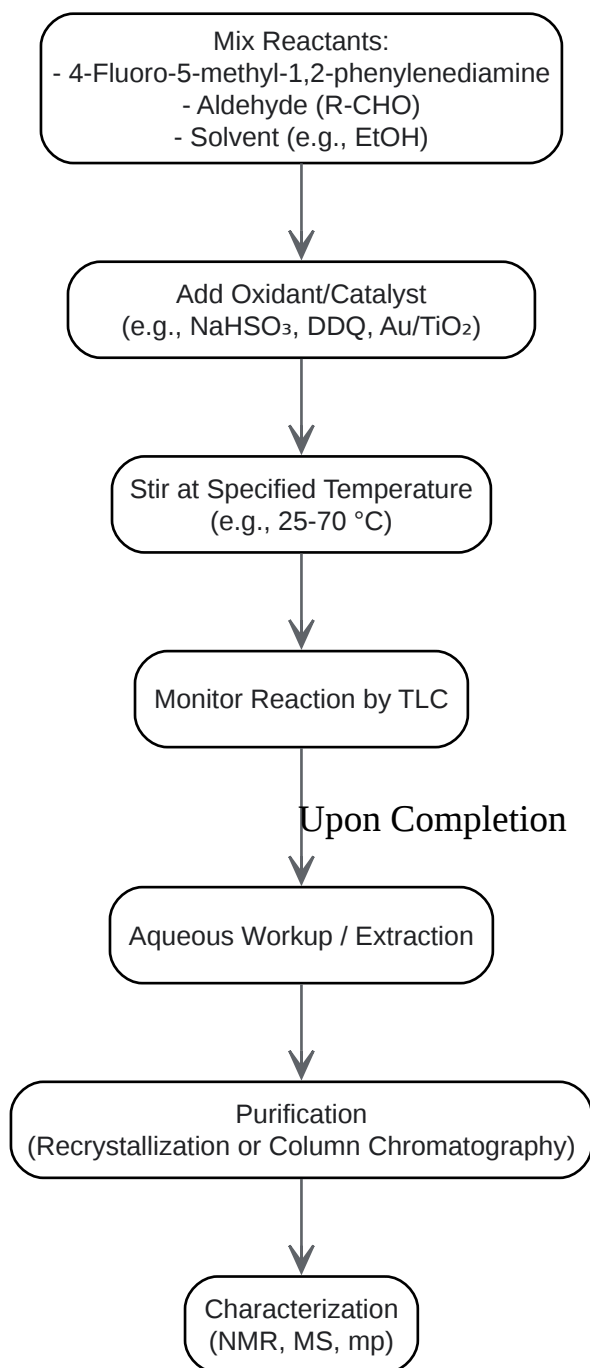 Mix Reactants:
- 4-Fluoro-5-methyl-1,2-phenylenediamine
- Aldehyde (R-CHO)
- Solvent (e.g., EtOH)
Add Oxidant/Catalyst
(e.g., NaHSO₃, DDQ, Au/TiO₂)
Stir at Specified Temperature
(e.g., 25-70 °C)
Monitor Reaction by TLC
Upon Completion
Aqueous Workup / Extraction
Purification
(Recrystallization or Column Chromatography)
Characterization
(NMR, MS, mp)